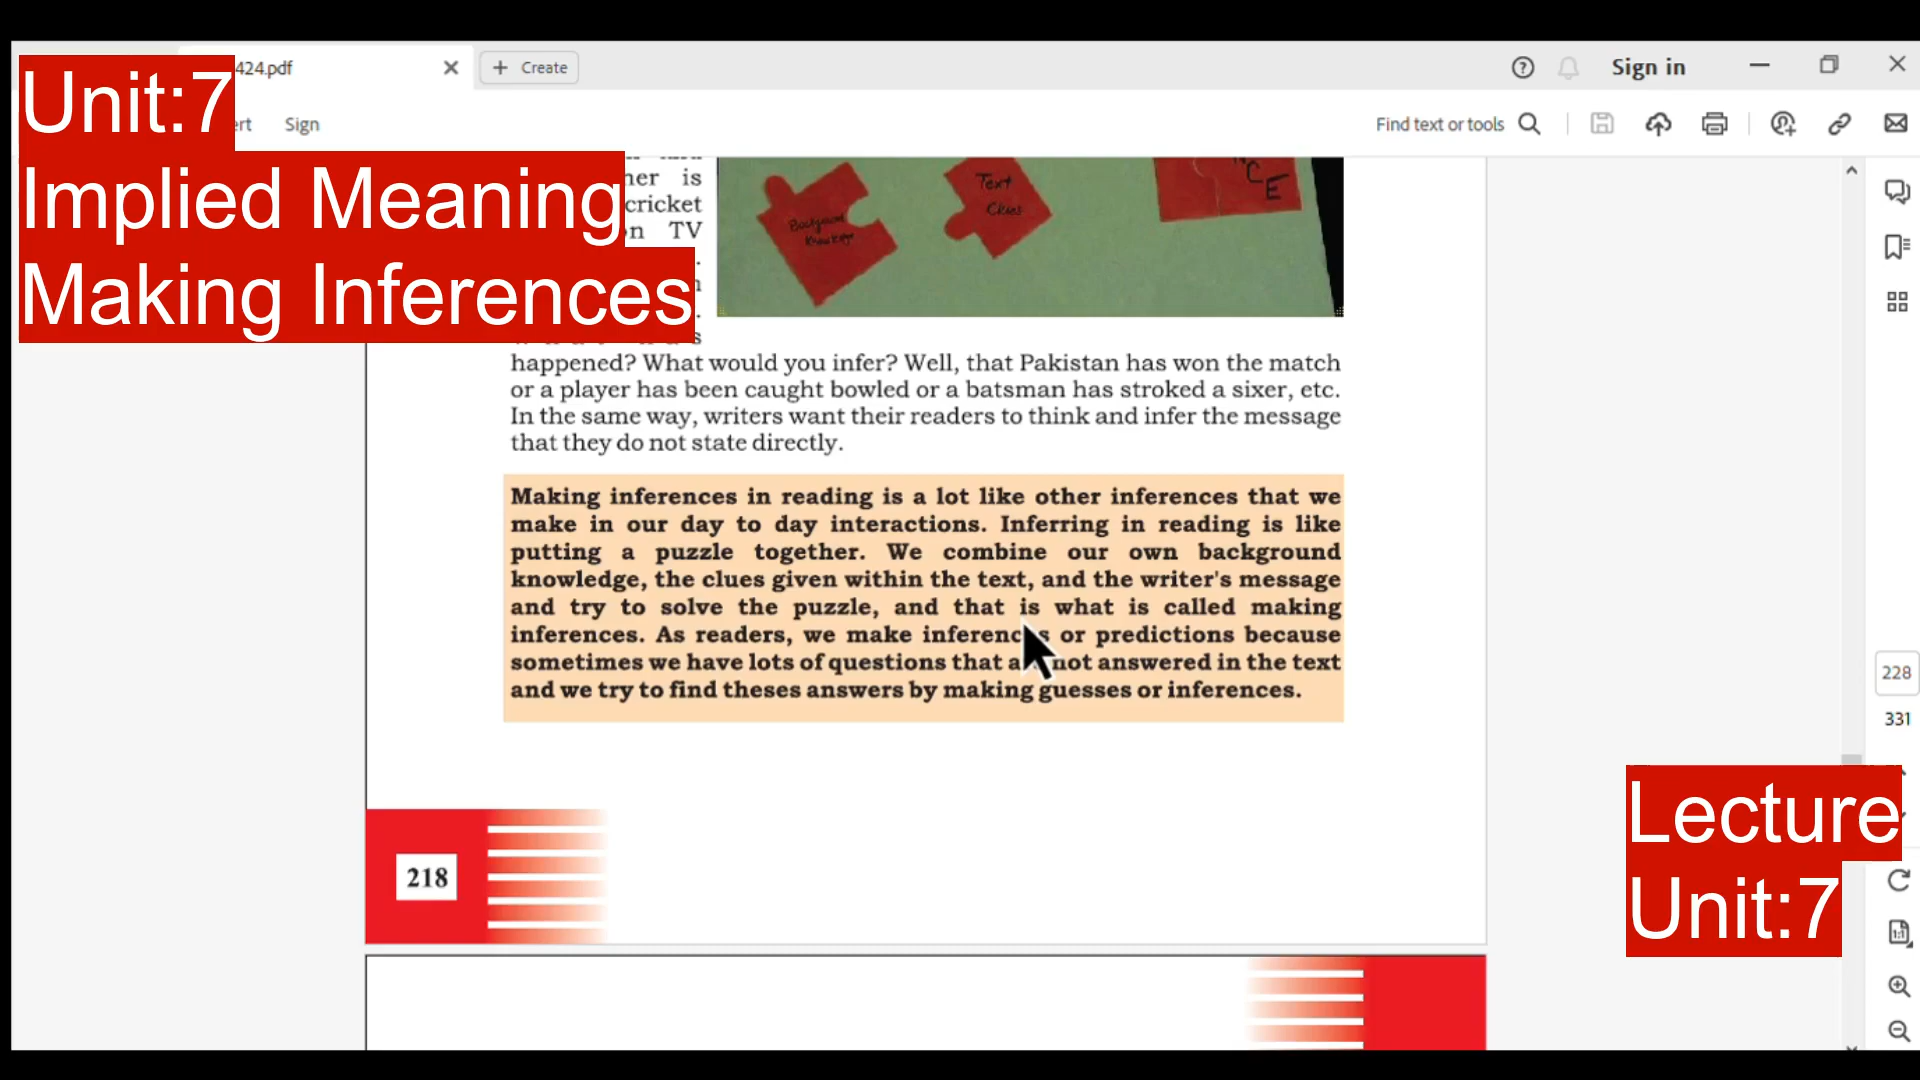 Unit:7
Implied Meaning
Making Inferences
424.pdf
Create
Sign in
Sign
Find text or tools
her is
cricket
TV
Text
Clues
C
E
happened? What would you infer? Well, that Pakistan has won the match
or a player has been caught bowled or a batsman has stroked a sixer, etc.
In the same way, writers want their readers to think and infer the message
that they do not state directly.
Making inferences in reading is a lot like other inferences that we
make in our day to day interactions. Inferring in reading is like
putting a puzzle together. We combine our own background
knowledge, the clues given within the text, and the writer's message
and try to solve the puzzle, and that is what is called making
inferences. As readers, we make inferences or predictions because
sometimes we have lots of questions that not answered in the text
and we try to find theses answers by making guesses or inferences.
228
331
Lecture
Unit:7
218